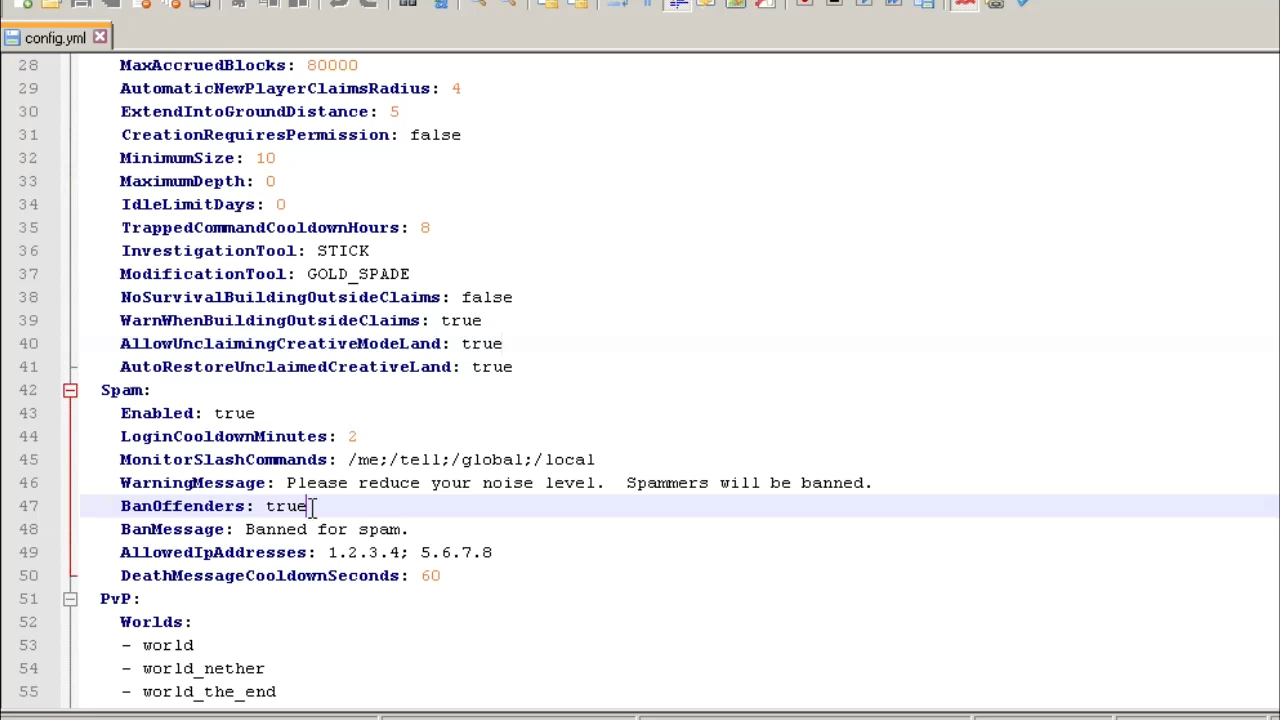 config.yml
28 MaxAccruedBlocks: 80000
29 AutomaticNewPlayerClaimsRadius: 4
30 ExtendIntoGroundDistance: 5
31 CreationRequiresPermission: false
32 MinimumSize: 10
33 MaximumDepth: 0
34 IdleLimitDays: 0
35 TrappedCommandCooldownHours: 8
36 InvestigationTool: STICK
37 ModificationTool: GOLD_SPADE
38 NoSurvivalBuildingOutsideClaims: false
39 WarnWhenBuildingOutsideClaims: true
40 AllowUnclaimingCreativeModeLand: true
41 AutoRestoreUnclaimedCreativeLand: true
42 Spam:
43 Enabled: true
44 LoginCooldownMinutes: 2
45 MonitorSlashCommands: /me;/tell;/global;/local
46 WarningMessage: Please reduce your noise level.  Spammers will be banned.
47 BanOffenders: true
48 BanMessage: Banned for spam.
49 AllowedIpAddresses: 1.2.3.4; 5.6.7.8
50 DeathMessageCooldownSeconds: 60
51 PvP:
52 Worlds:
53 - world
54 - world_nether
55 - world_the_end